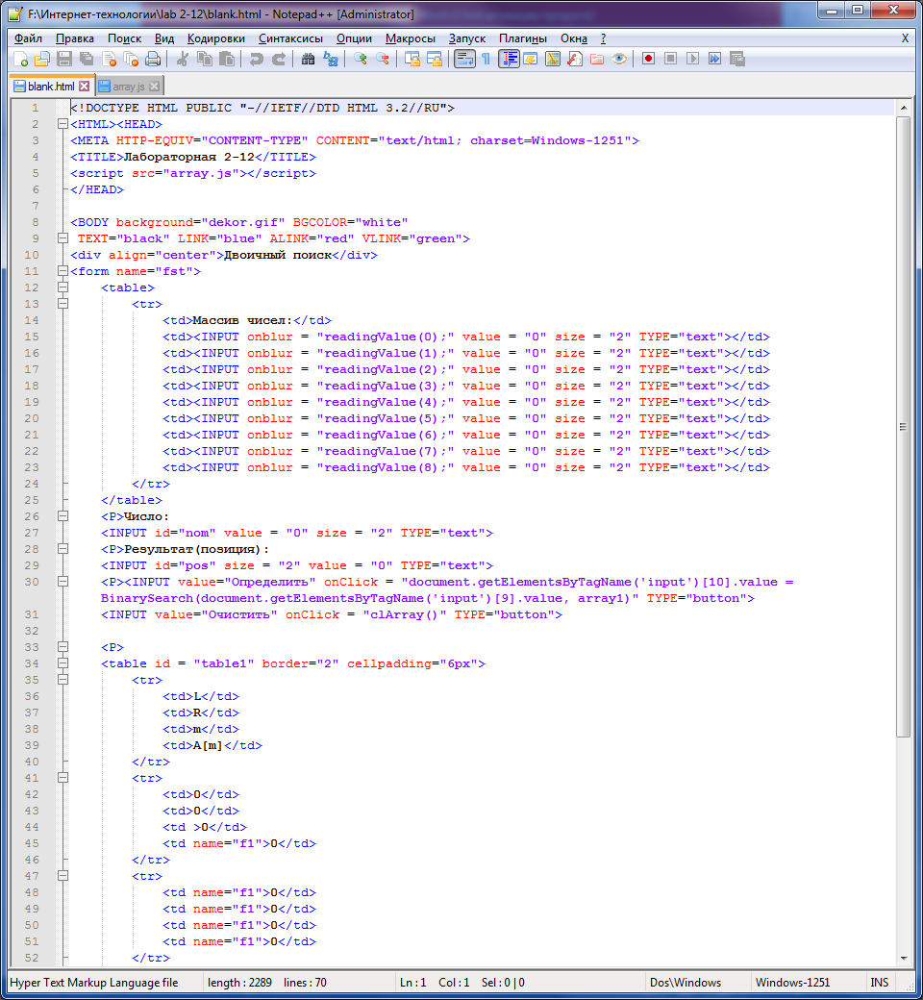 F:\Интернет-технологии\lab 2-12\blank.html - Notepad++ [Administrator]
Файл Правка Поиск Вид Кодировки Синтаксисы Опции Макросы Запуск Плагины Окна ? X
blank.html array.js
1 <!DOCTYPE HTML PUBLIC "-//IETF//DTD HTML 3.2//RU">
2 <HTML><HEAD>
3 <META HTTP-EQUIV="CONTENT-TYPE" CONTENT="text/html; charset=Windows-1251">
4 <TITLE>Лабораторная 2-12</TITLE>
5 <script src="array.js"></script>
6 </HEAD>
7
8 <BODY background="dekor.gif" BGCOLOR="white"
9 TEXT="black" LINK="blue" ALINK="red" VLINK="green">
10 <div align="center">Двоичный поиск</div>
11 <form name="fst">
12 <table>
13 <tr>
14 <td>Массив чисел:</td>
15 <td><INPUT onblur = "readingValue(0);" value = "0" size = "2" TYPE="text"></td>
16 <td><INPUT onblur = "readingValue(1);" value = "0" size = "2" TYPE="text"></td>
17 <td><INPUT onblur = "readingValue(2);" value = "0" size = "2" TYPE="text"></td>
18 <td><INPUT onblur = "readingValue(3);" value = "0" size = "2" TYPE="text"></td>
19 <td><INPUT onblur = "readingValue(4);" value = "0" size = "2" TYPE="text"></td>
20 <td><INPUT onblur = "readingValue(5);" value = "0" size = "2" TYPE="text"></td>
21 <td><INPUT onblur = "readingValue(6);" value = "0" size = "2" TYPE="text"></td>
22 <td><INPUT onblur = "readingValue(7);" value = "0" size = "2" TYPE="text"></td>
23 <td><INPUT onblur = "readingValue(8);" value = "0" size = "2" TYPE="text"></td>
24 </tr>
25 </table>
26 <P>Число:
27 <INPUT id="nom" value = "0" size = "2" TYPE="text">
28 <P>Результат(позиция):
29 <INPUT id="pos" size = "2" value = "0" TYPE="text">
30 <P><INPUT value="Определить" onClick = "document.getElementsByTagName('input')[10].value =
BinarySearch(document.getElementsByTagName('input')[9].value, array1)" TYPE="button">
31 <INPUT value="Очистить" onClick = "clArray()" TYPE="button">
32
33 <P>
34 <table id = "table1" border="2" cellpadding="6px">
35 <tr>
36 <td>L</td>
37 <td>R</td>
38 <td>m</td>
39 <td>A[m]</td>
40 </tr>
41 <tr>
42 <td>0</td>
43 <td>0</td>
44 <td >0</td>
45 <td name="f1">0</td>
46 </tr>
47 <tr>
48 <td name="f1">0</td>
49 <td name="f1">0</td>
50 <td name="f1">0</td>
51 <td name="f1">0</td>
52 </tr>
Hyper Text Markup Language file length : 2289 lines : 70 Ln : 1 Col : 1 Sel : 0 | 0 Dos\Windows Windows-1251 INS